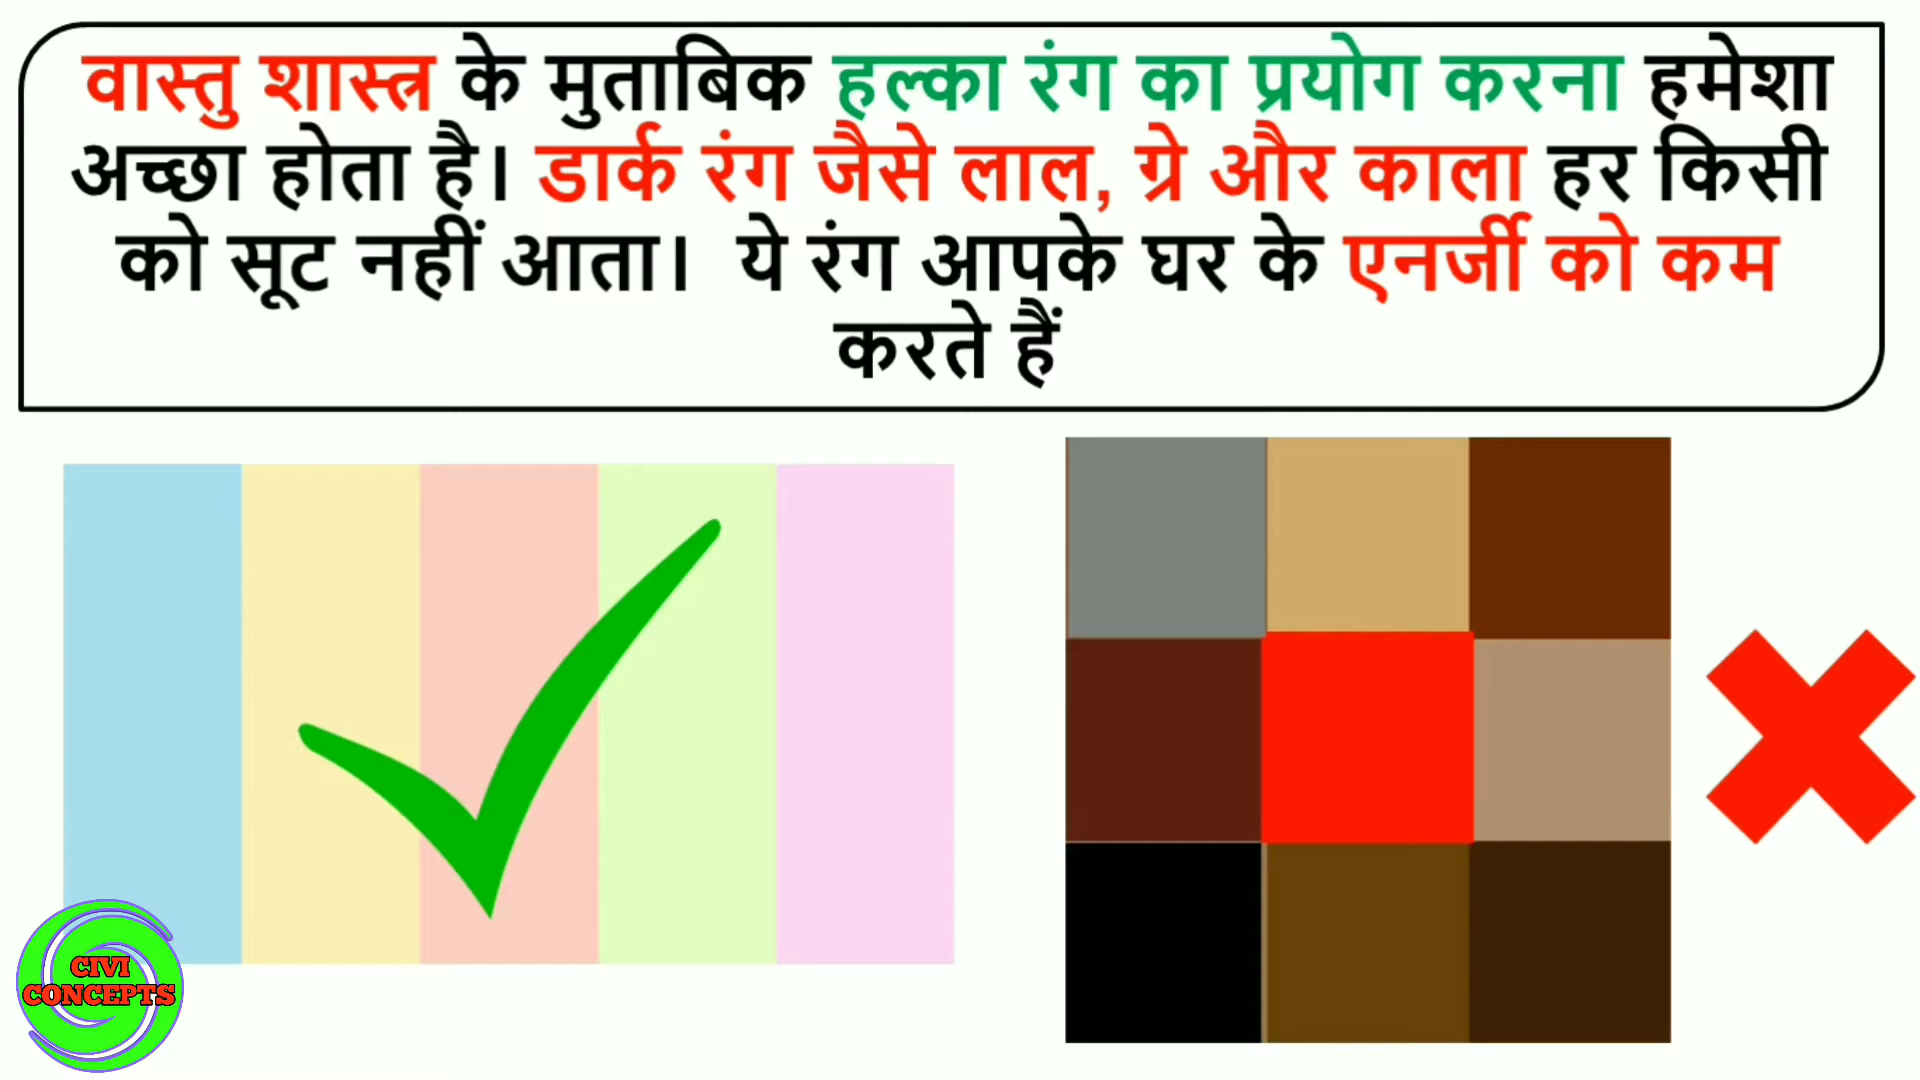 वास्तु शास्त्र के मुताबिक हल्का रंग का प्रयोग करना हमेशा
अच्छा होता है। डार्क रंग जैसे लाल, ग्रे और काला हर किसी
को सूट नहीं आता। ये रंग आपके घर के एनर्जी को कम
करते हैं
CIVI
CONCEPTS